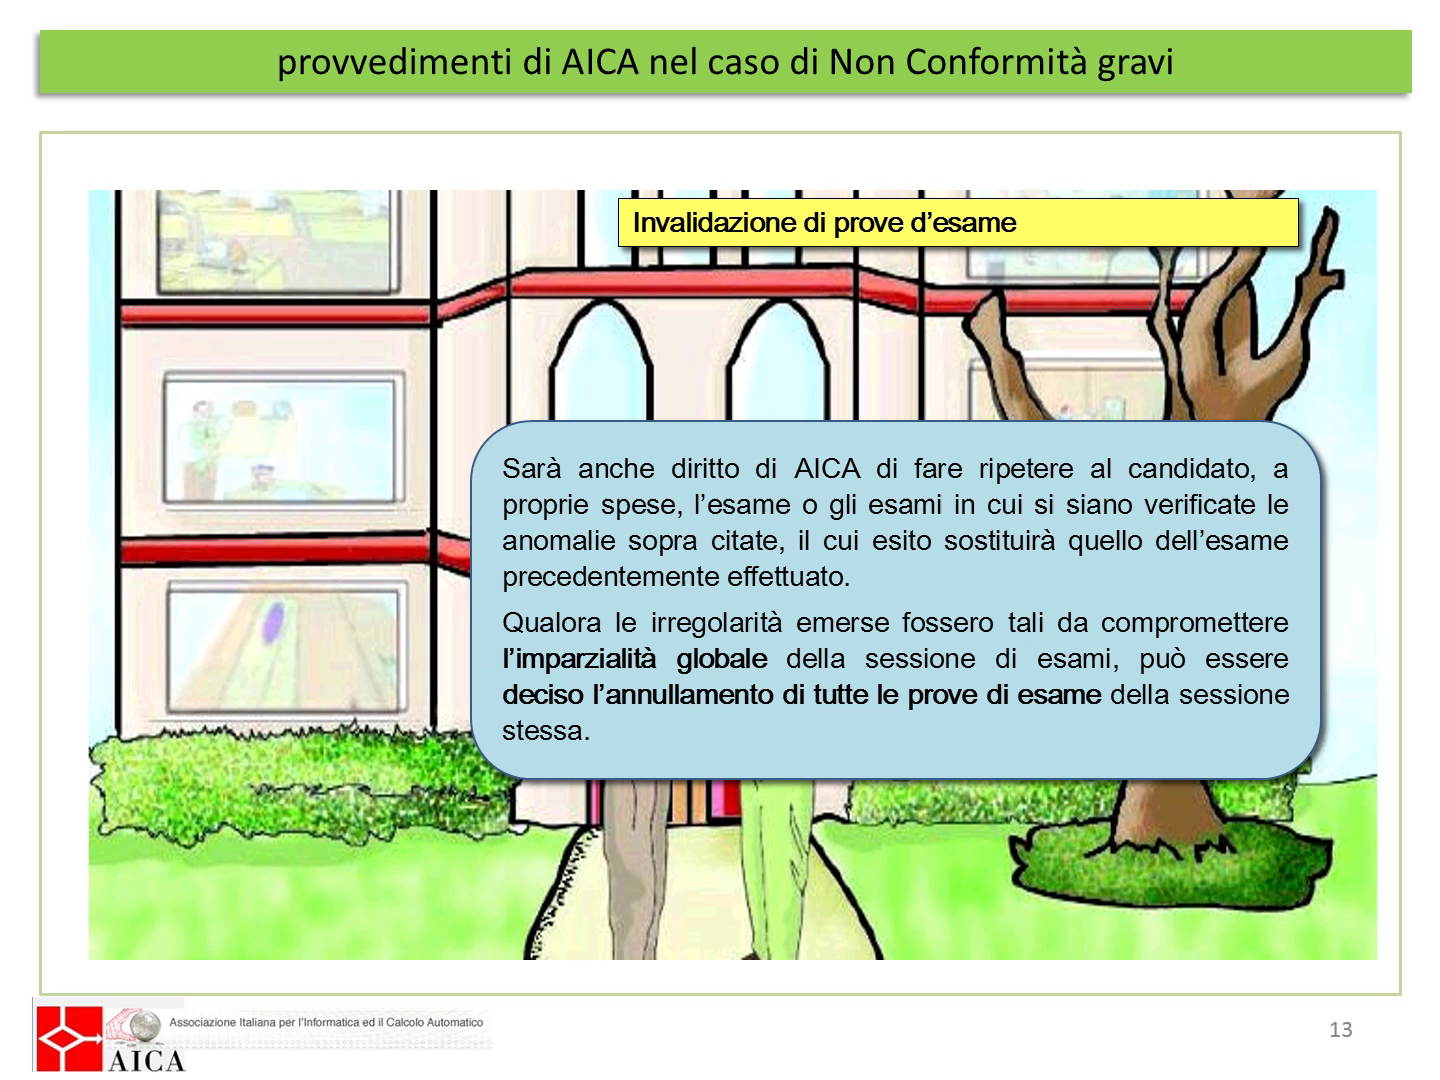 provvedimenti di AICA nel caso di Non Conformità gravi
Invalidazione di prove d’esame
Sarà anche diritto di AICA di fare ripetere al candidato, a
proprie spese, l’esame o gli esami in cui si siano verificate le
anomalie sopra citate, il cui esito sostituirà quello dell’esame
precedentemente effettuato.
Qualora le irregolarità emerse fossero tali da compromettere
l’imparzialità globale della sessione di esami, può essere
deciso l’annullamento di tutte le prove di esame della sessione
stessa.
Associazione Italiana per l'Informatica ed il Calcolo Automatico
AICA
13